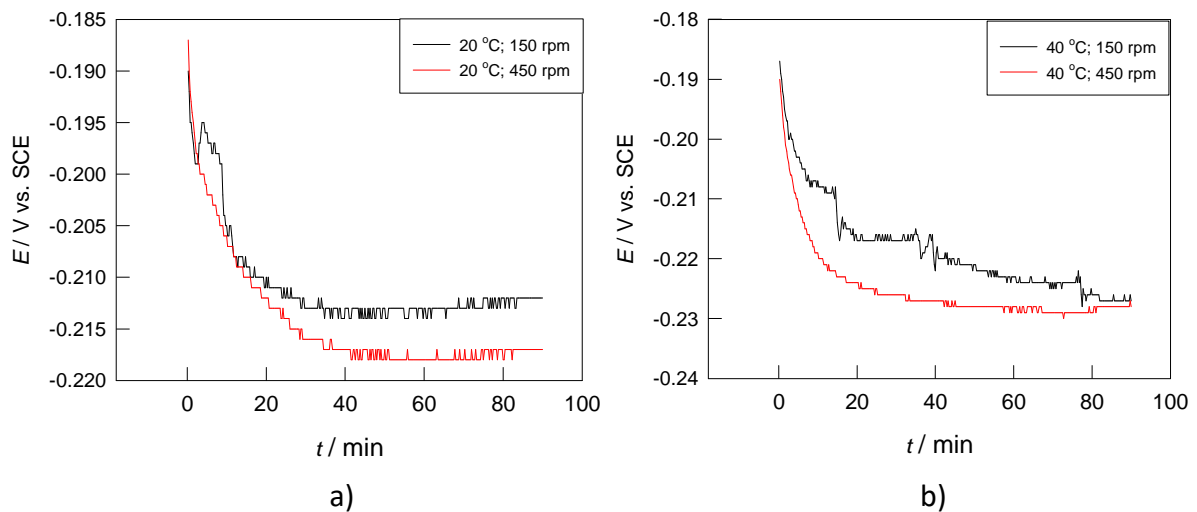 -0.185
-0.190
-0.195
-0.200
-0.205
-0.210
-0.215
-0.220
E / V vs. SCE
0 20 40 60 80 100
t / min
20 °C; 150 rpm
20 °C; 450 rpm
a)
-0.18
-0.19
-0.20
-0.21
-0.22
-0.23
-0.24
E / V vs. SCE
0 20 40 60 80 100
t / min
40 °C; 150 rpm
40 °C; 450 rpm
b)